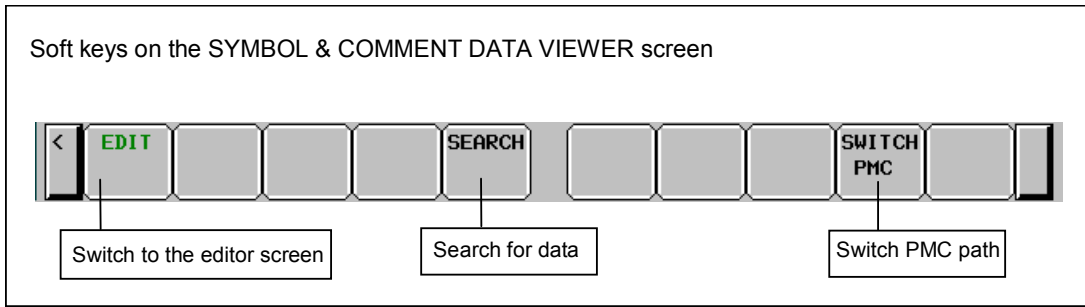 Soft keys on the SYMBOL & COMMENT DATA VIEWER screen
< EDIT SEARCH SWITCH
PMC
Switch to the editor screen Search for data Switch PMC path